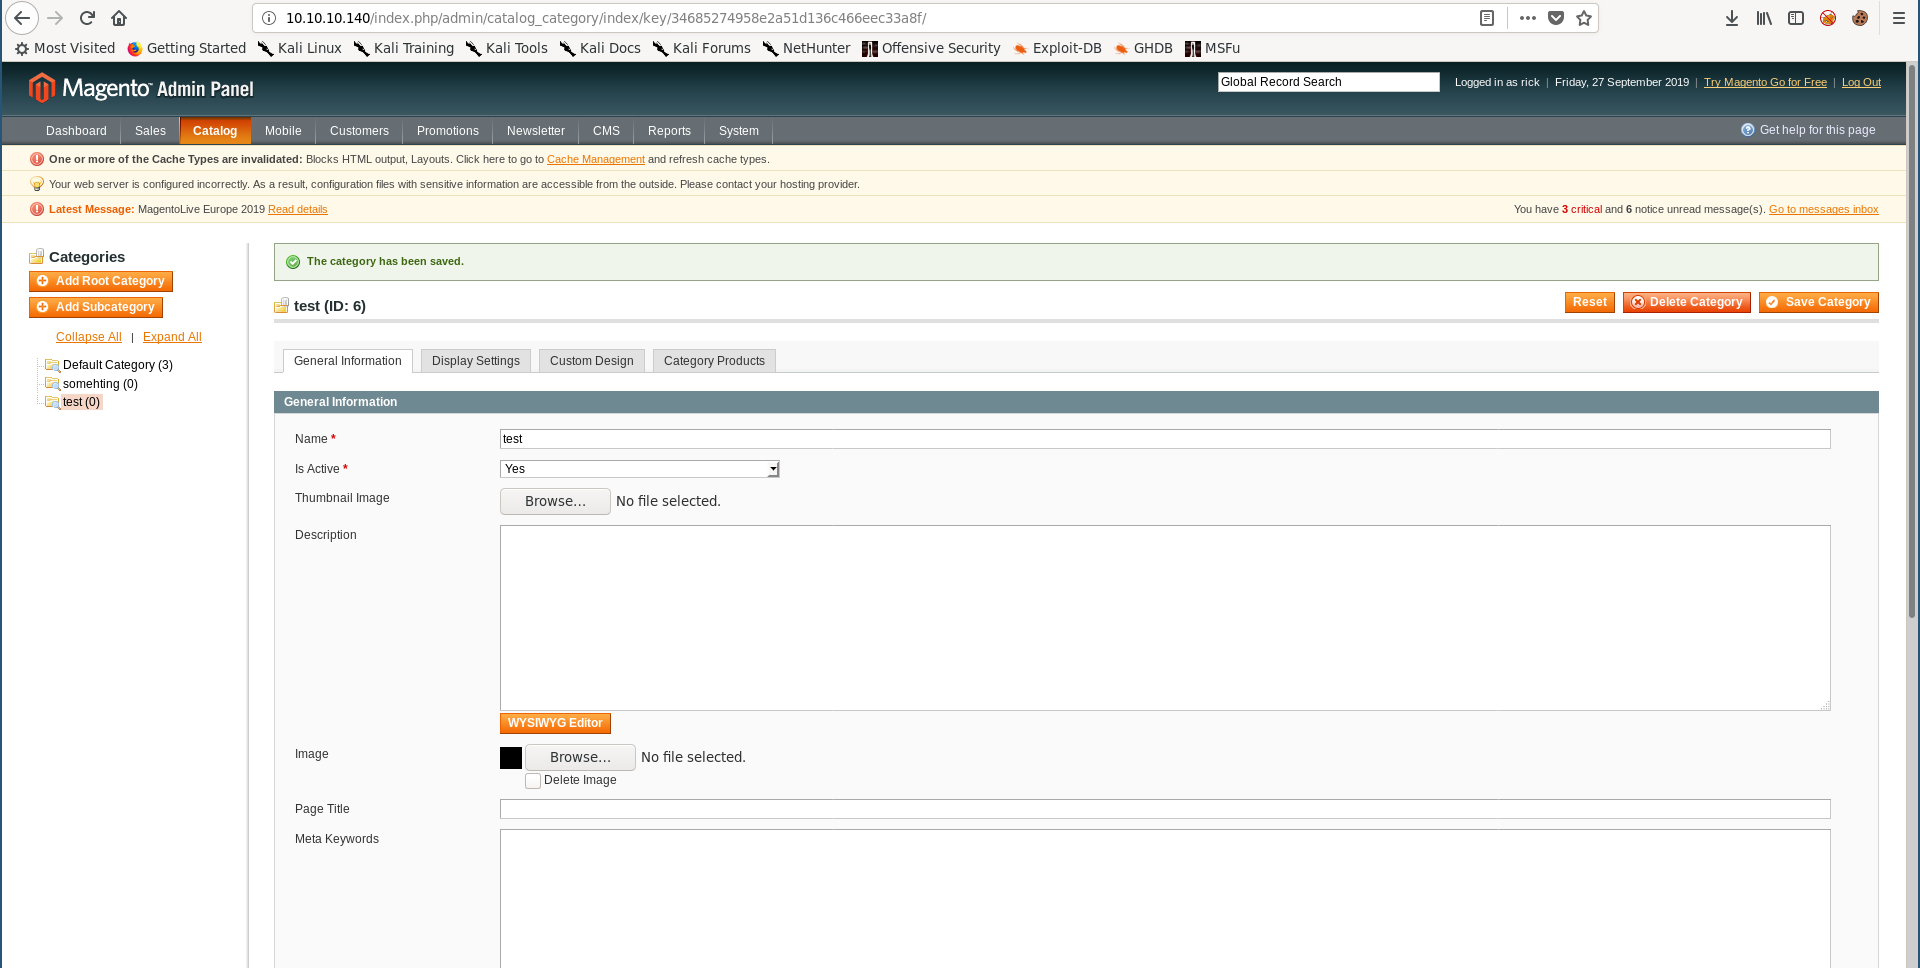 10.10.10.140/index.php/admin/catalog_category/index/key/34685274958e2a51d136c466eec33a8f/
Most Visited Getting Started Kali Linux Kali Training Kali Tools Kali Docs Kali Forums NetHunter Offensive Security Exploit-DB GHDB MSFu
Magento Admin Panel
Global Record Search Logged in as rick | Friday, 27 September 2019 | Try Magento Go for Free | Log Out
Dashboard Sales Catalog Mobile Customers Promotions Newsletter CMS Reports System Get help for this page
One or more of the Cache Types are invalidated: Blocks HTML output, Layouts. Click here to go to Cache Management and refresh cache types.
Your web server is configured incorrectly. As a result, configuration files with sensitive information are accessible from the outside. Please contact your hosting provider.
Latest Message: MagentoLive Europe 2019 Read details You have 3 critical and 6 notice unread message(s). Go to messages inbox
Categories
Add Root Category
Add Subcategory
Collapse All | Expand All
Default Category (3)
somehting (0)
test (0)
The category has been saved.
test (ID: 6) Reset Delete Category Save Category
General Information Display Settings Custom Design Category Products
General Information
Name * test
Is Active * Yes
Thumbnail Image Browse... No file selected.
Description
WYSIWYG Editor
Image Browse... No file selected.
Delete Image
Page Title
Meta Keywords